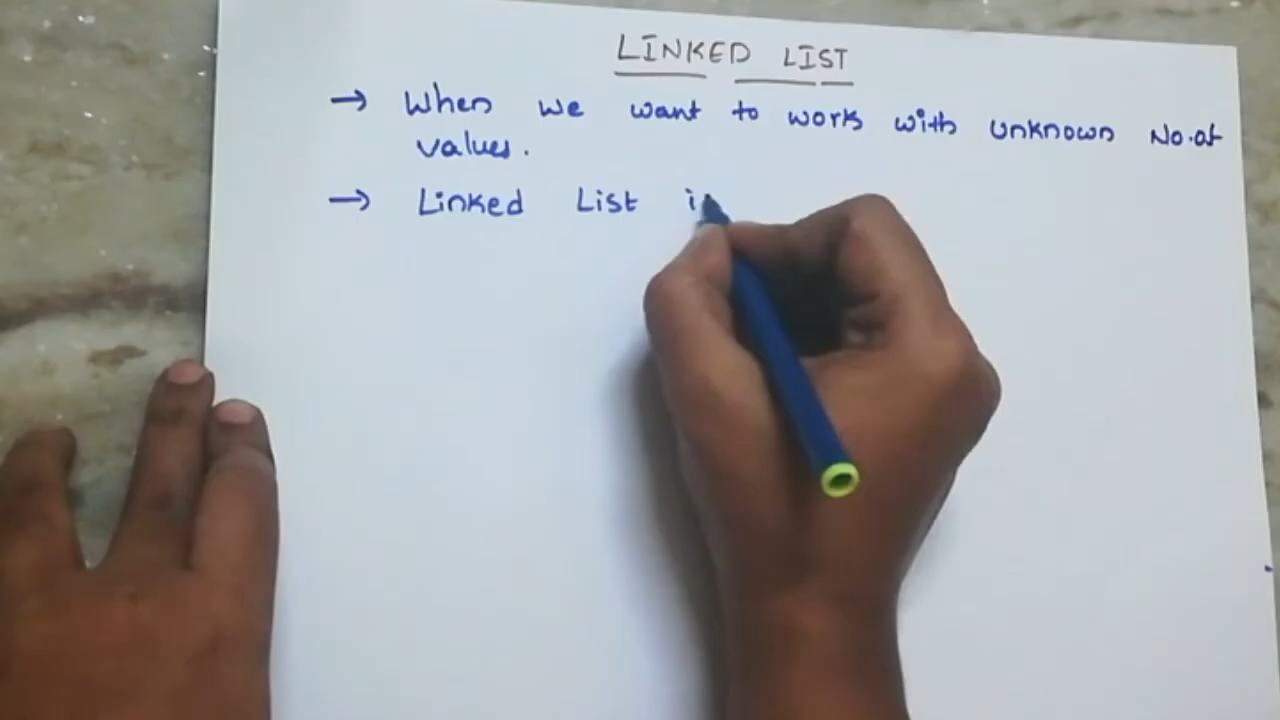 LINKED LIST
→ When we want to work with unknown No.of
values.
→ Linked List i